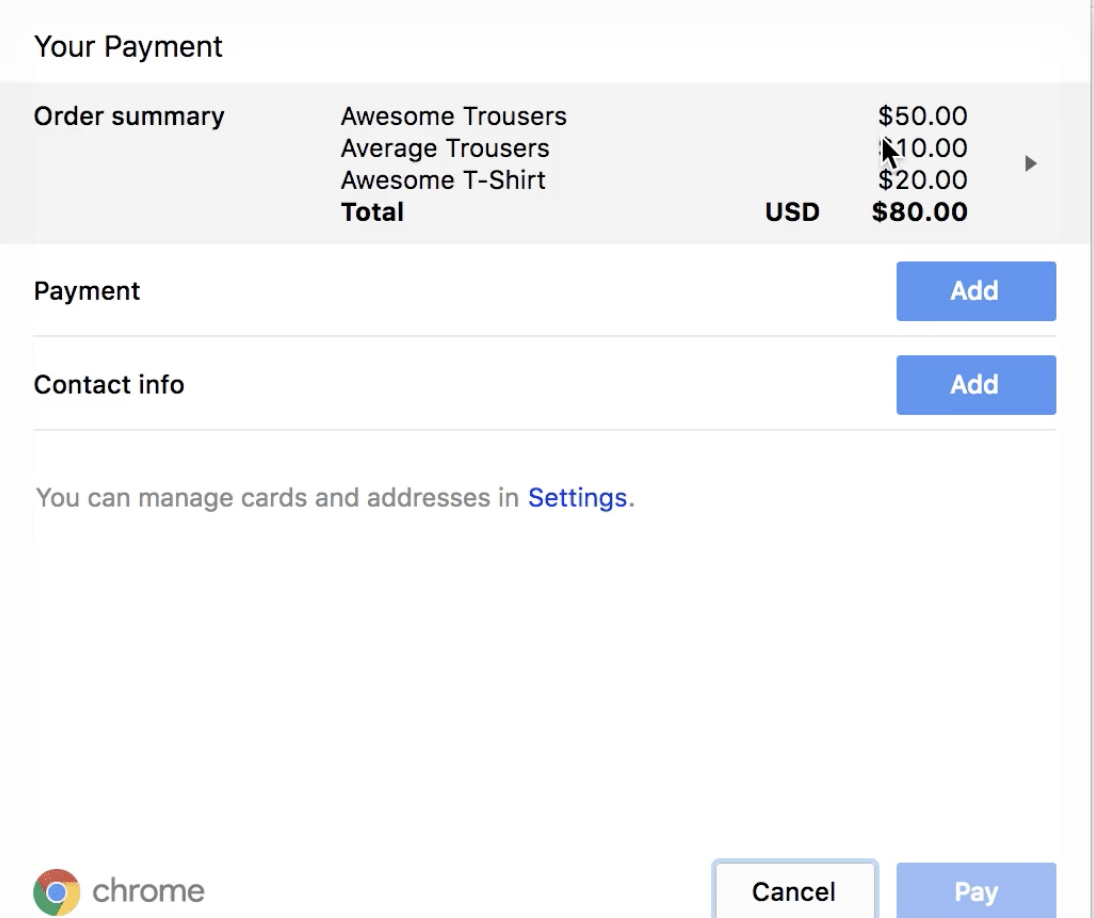 Your Payment
Order summary Awesome Trousers $50.00
Average Trousers $10.00
Awesome T-Shirt $20.00
Total USD $80.00
Payment Add
Contact info Add
You can manage cards and addresses in Settings.
chrome Cancel Pay